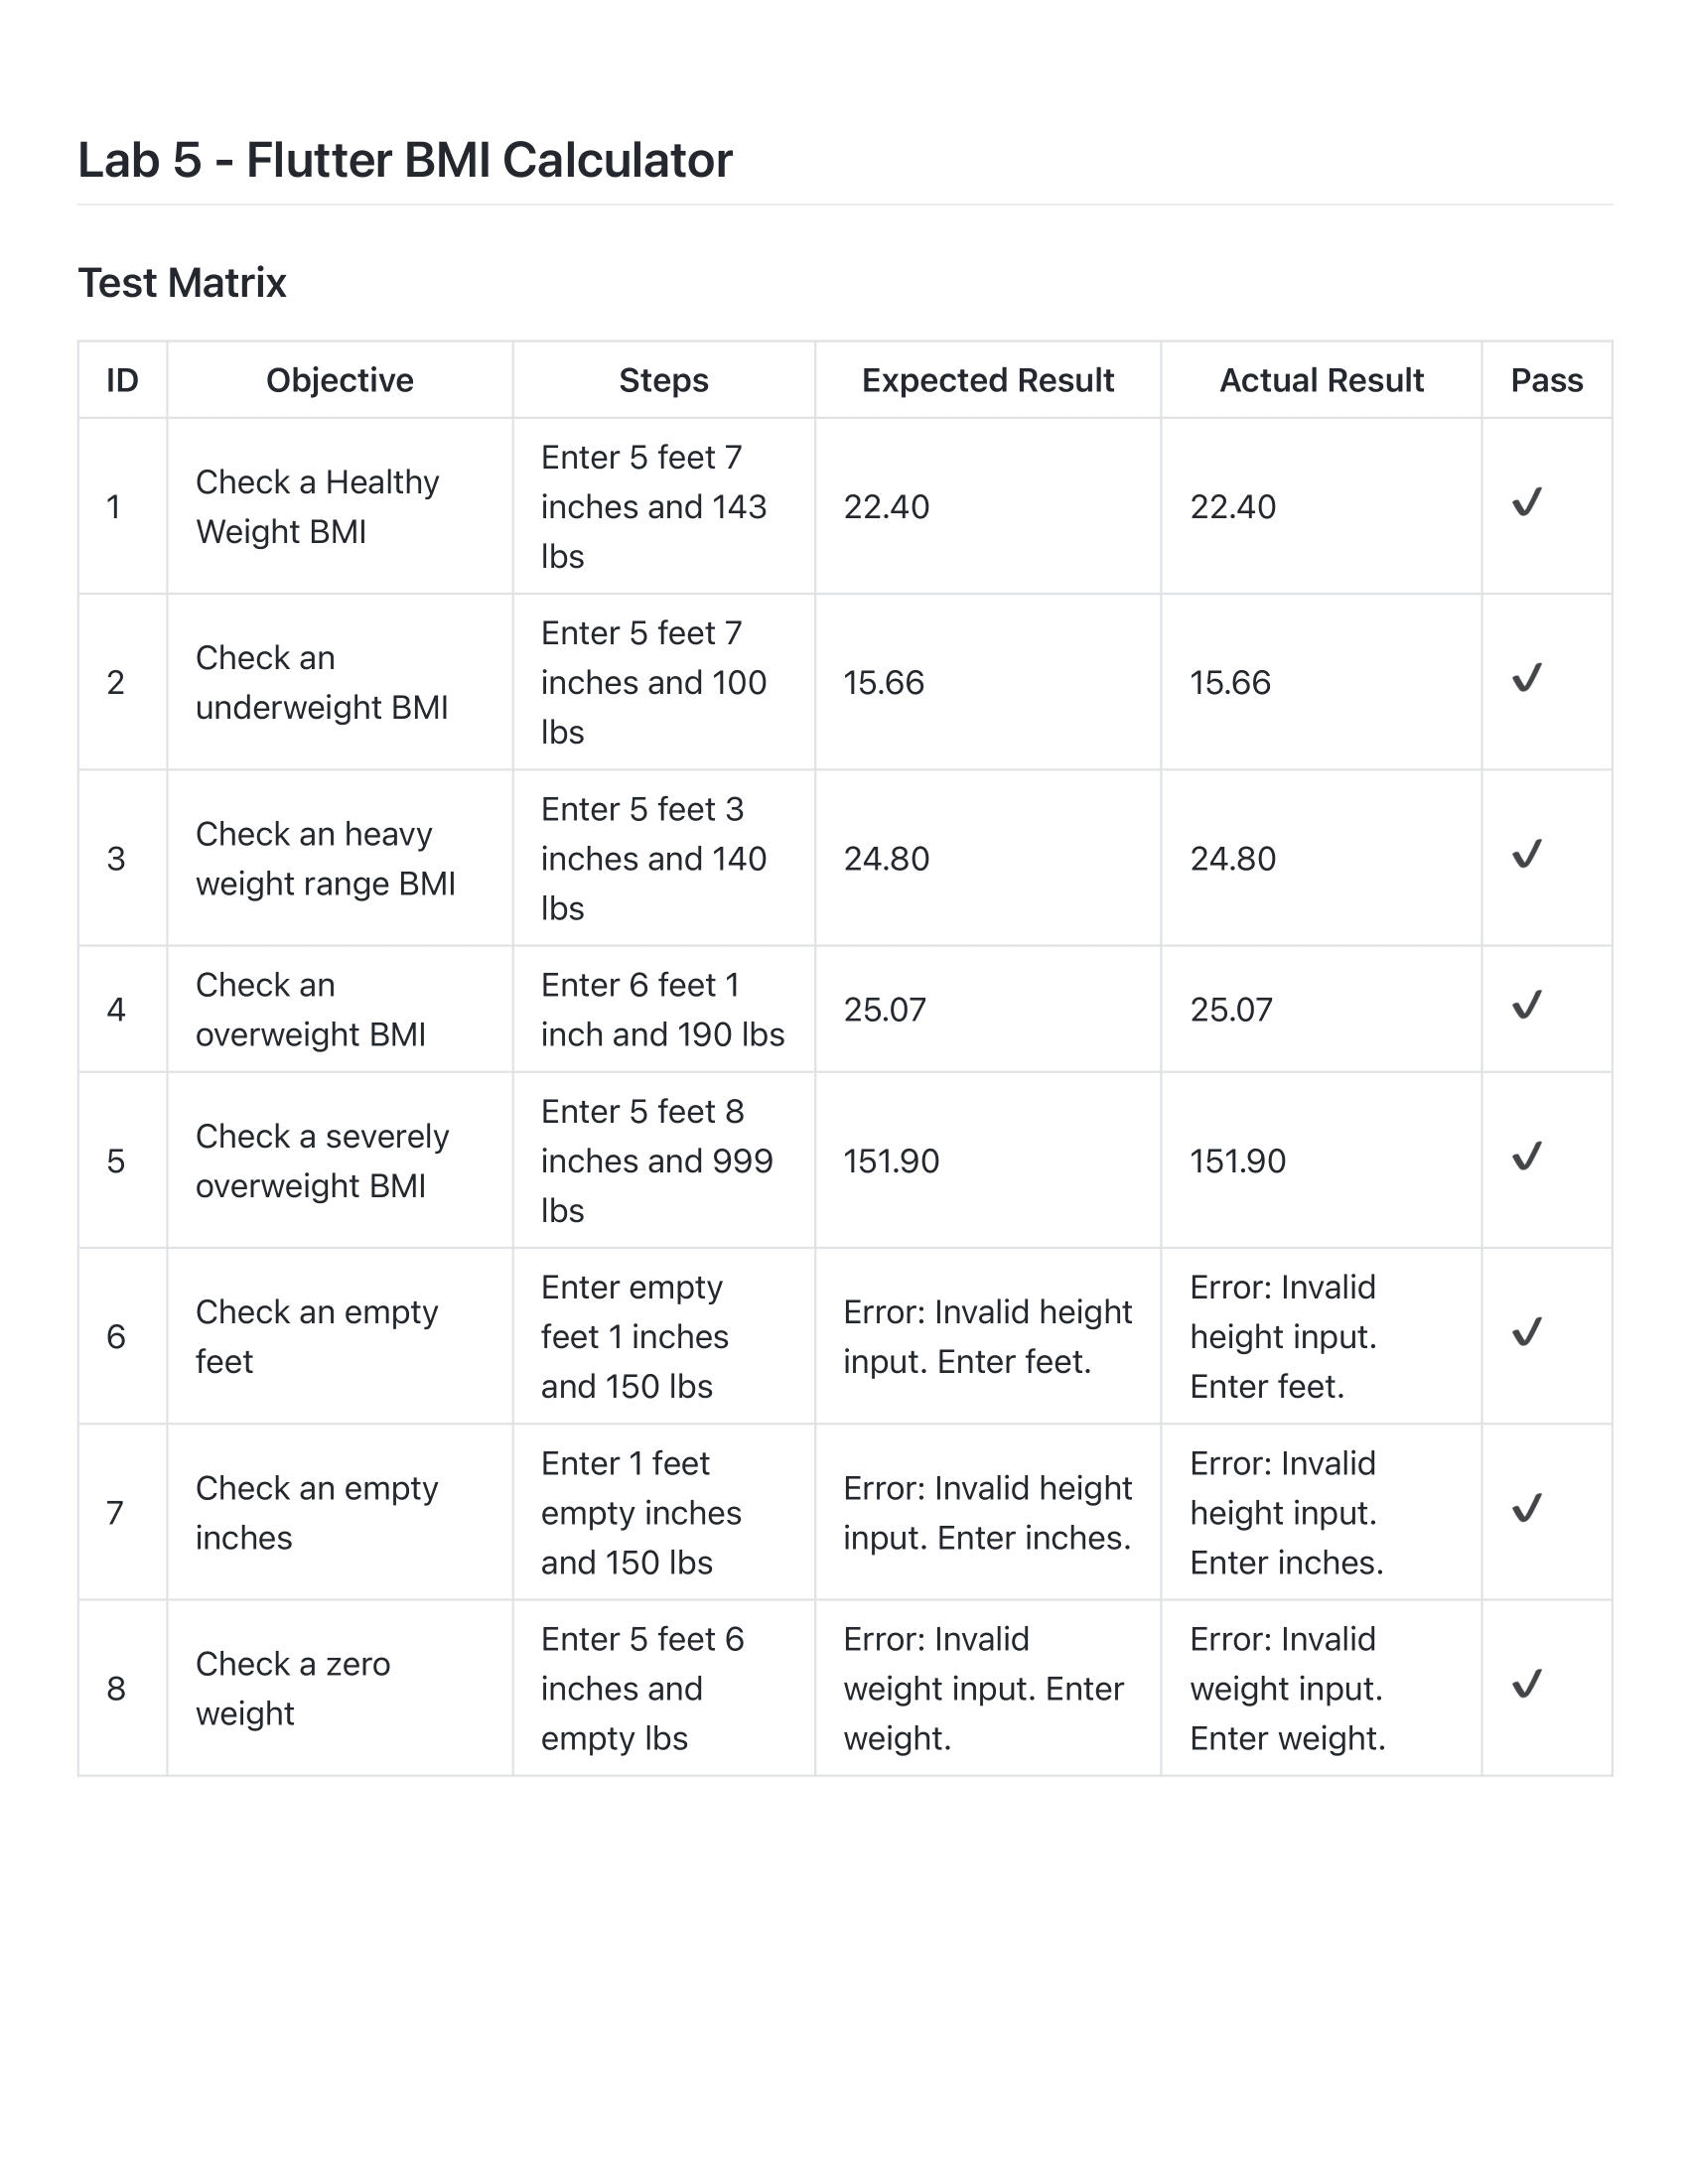 Lab 5 - Flutter BMI Calculator
Test Matrix
ID Objective Steps Expected Result Actual Result Pass
1
Check a Healthy
Weight BMI
Enter 5 feet 7
inches and 143
lbs
22.40
22.40
✔
2
Check an
underweight BMI
Enter 5 feet 7
inches and 100
lbs
15.66
15.66
✔
3
Check an heavy
weight range BMI
Enter 5 feet 3
inches and 140
lbs
24.80
24.80
✔
4
Check an
overweight BMI
Enter 6 feet 1
inch and 190 lbs
25.07
25.07
✔
5
Check a severely
overweight BMI
Enter 5 feet 8
inches and 999
lbs
151.90
151.90
✔
6
Check an empty
feet
Enter empty
feet 1 inches
and 150 lbs
Error: Invalid height
input. Enter feet.
Error: Invalid
height input.
Enter feet.
✔
7
Check an empty
inches
Enter 1 feet
empty inches
and 150 lbs
Error: Invalid height
input. Enter inches.
Error: Invalid
height input.
Enter inches.
✔
8
Check a zero
weight
Enter 5 feet 6
inches and
empty lbs
Error: Invalid
weight input. Enter
weight.
Error: Invalid
weight input.
Enter weight.
✔